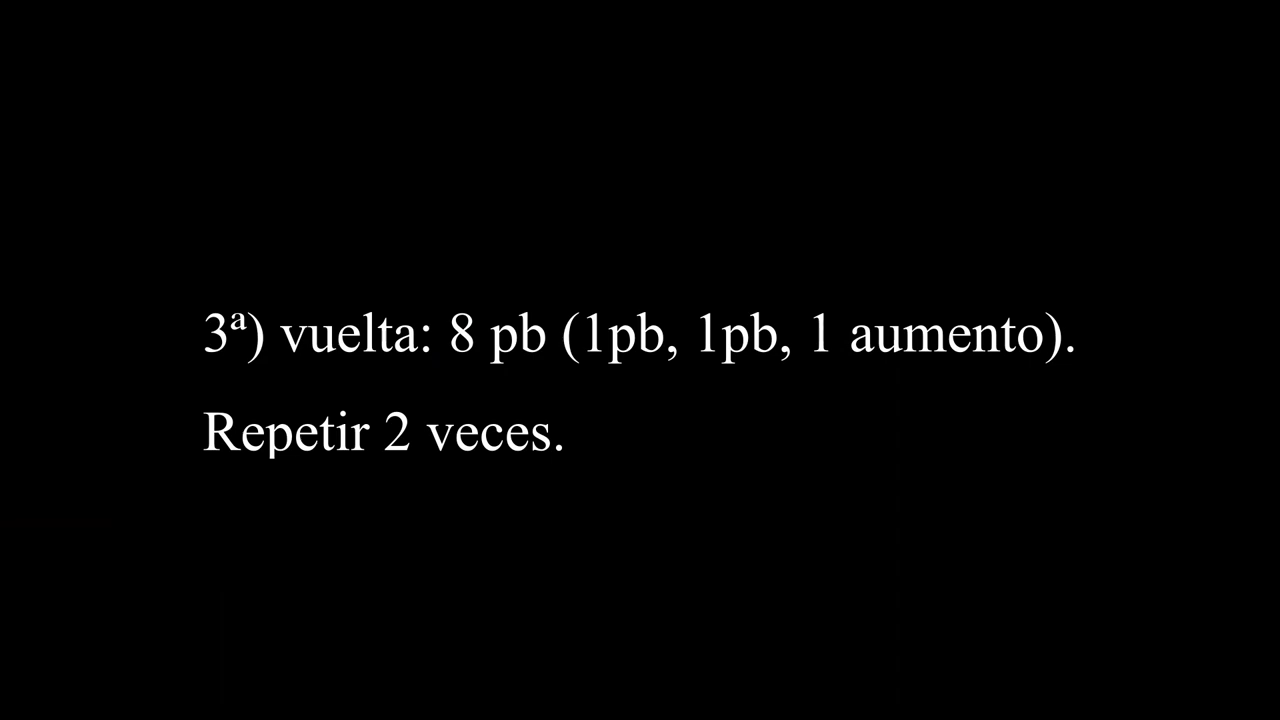 3ª) vuelta: 8 pb (1pb, 1pb, 1 aumento).
Repetir 2 veces.